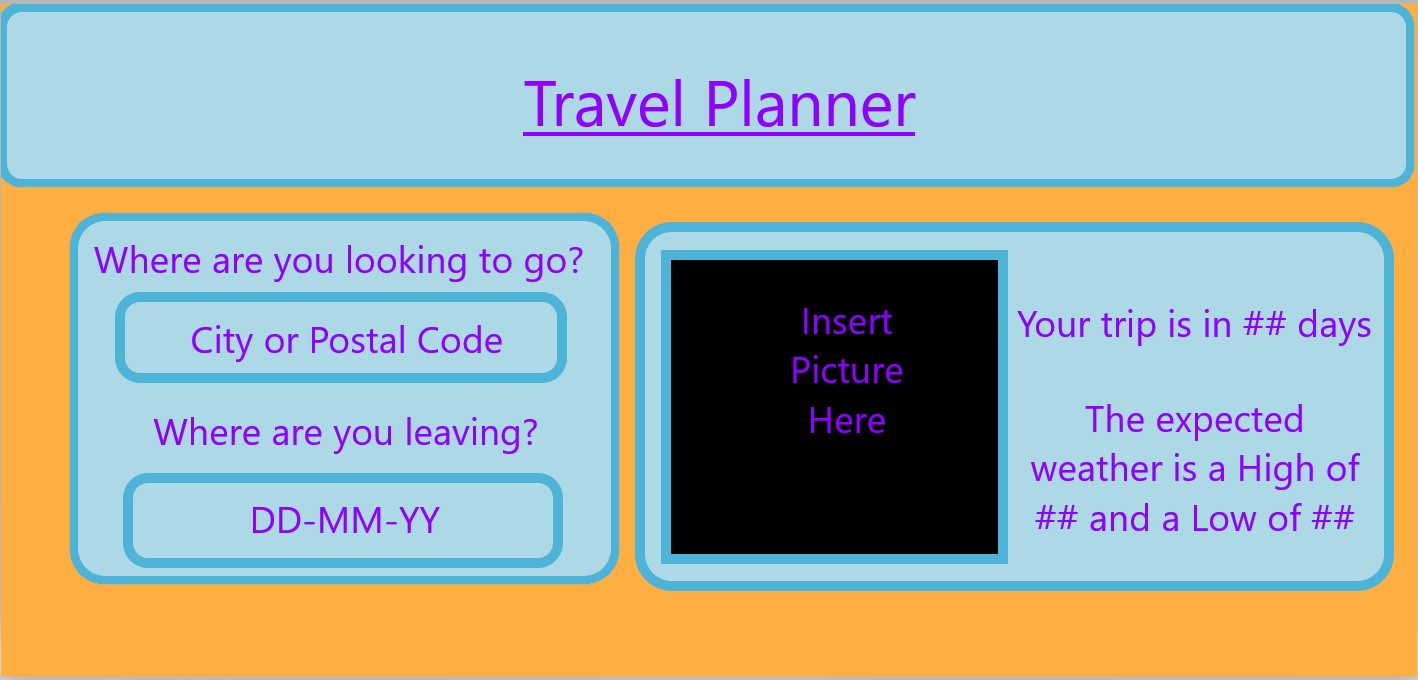 Travel Planner
Where are you looking to go?
City or Postal Code
Where are you leaving?
DD-MM-YY
Insert
Picture
Here
Your trip is in ## days
The expected
weather is a High of
## and a Low of ##